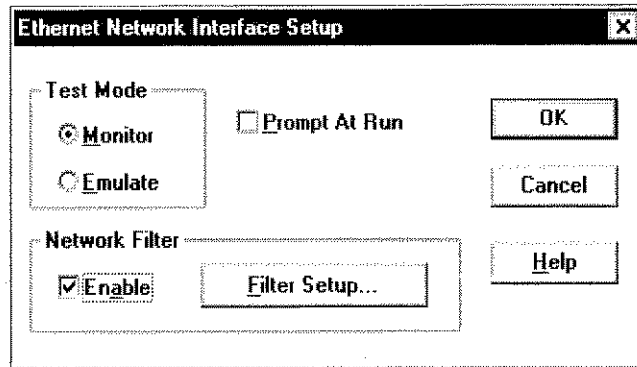 Ethernet Network Interface Setup
Test Mode
Monitor
Emulate
Prompt At Run
OK
Cancel
Network Filter
Enable
Filter Setup...
Help